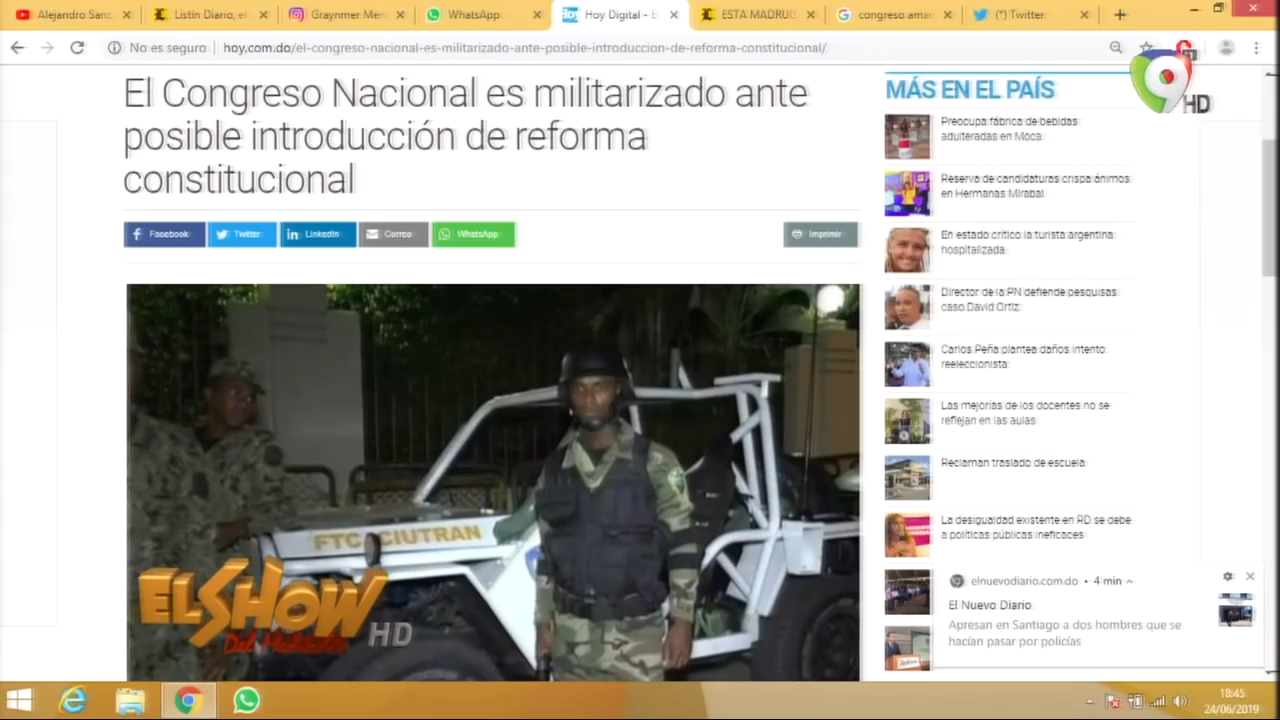 Alejandro San
Listín Diario, el
Graynmer Men
WhatsApp
Hoy Digital - E
ESTA MADRUG
congreso amar
(*) Twitter
No es seguro
hoy.com.do/el-congreso-nacional-es-militarizado-ante-posible-introduccion-de-reforma-constitucional/
El Congreso Nacional es militarizado ante
posible introducción de reforma
constitucional
Facebook
Twitter
LinkedIn
Correo
WhatsApp
Imprimir
9
HD
MÁS EN EL PAÍS
Preocupa fábrica de bebidas
adulteradas en Moca
Reserva de candidaturas crispa ánimos
en Hermanas Mirabal
En estado crítico la turista argentina
hospitalizada
Director de la PN defiende pesquisas
caso David Ortiz
Carlos Peña plantea daños intento
reeleccionista
Las mejorías de los docentes no se
reflejan en las aulas
Reclaman traslado de escuela
La desigualdad existente en RD se debe
a políticas públicas ineficaces
EL SHOW
Del Mediodía
HD
elnuevodiario.com.do • 4 min
El Nuevo Diario
Apresan en Santiago a dos hombres que se
hacían pasar por policías
18:45
24/06/2019